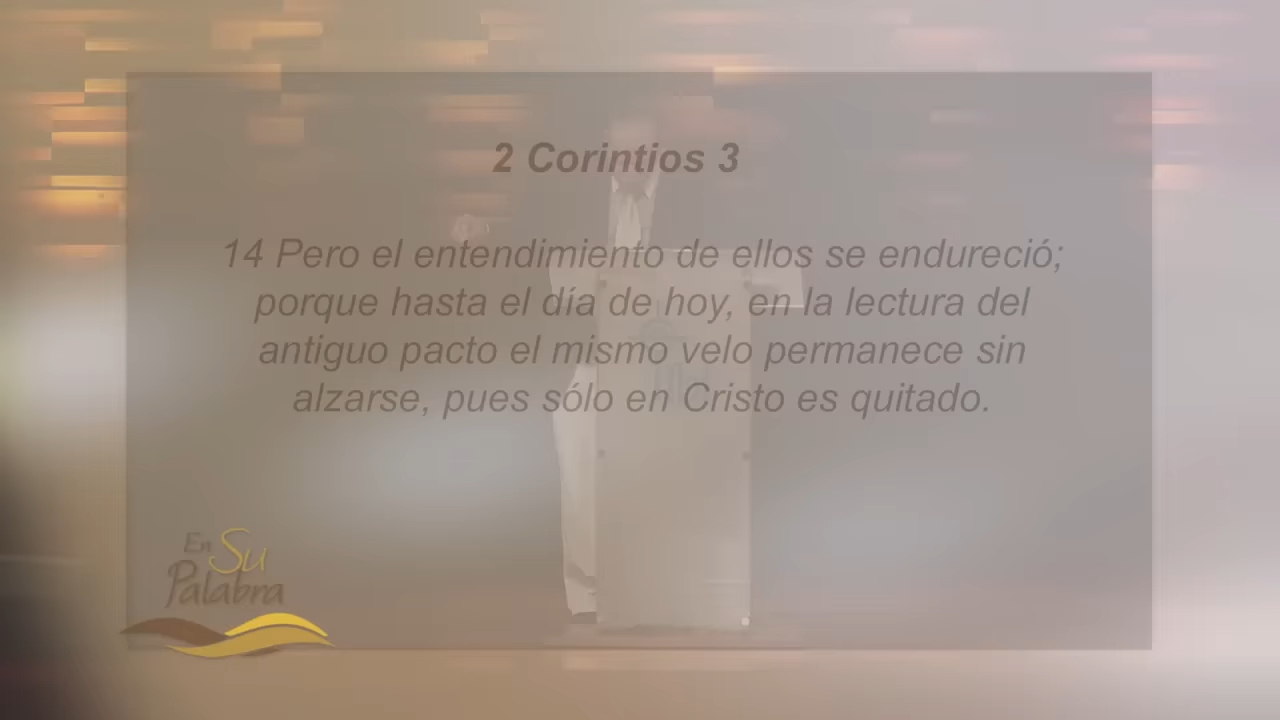 2 Corintios 3
14 Pero el entendimiento de ellos se endureció;
porque hasta el día de hoy, en la lectura del
antiguo pacto el mismo velo permanece sin
alzarse, pues sólo en Cristo es quitado.
En Su
Palabra